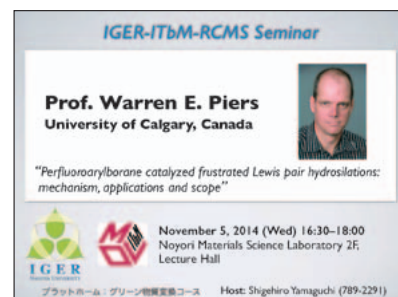 IGER-ITbM-RCMS Seminar
Prof. Warren E. Piers
University of Calgary, Canada
“Perfluoroarylborane catalyzed frustrated Lewis pair hydrosilations:
mechanism, applications and scope”
November 5, 2014 (Wed) 16:30–18:00
Noyori Materials Science Laboratory 2F,
Lecture Hall
IGER
NAGOYA UNIVERSITY
ITbM
プラットホーム：グリーン物質変換コース
Host: Shigehiro Yamaguchi (789-2291)